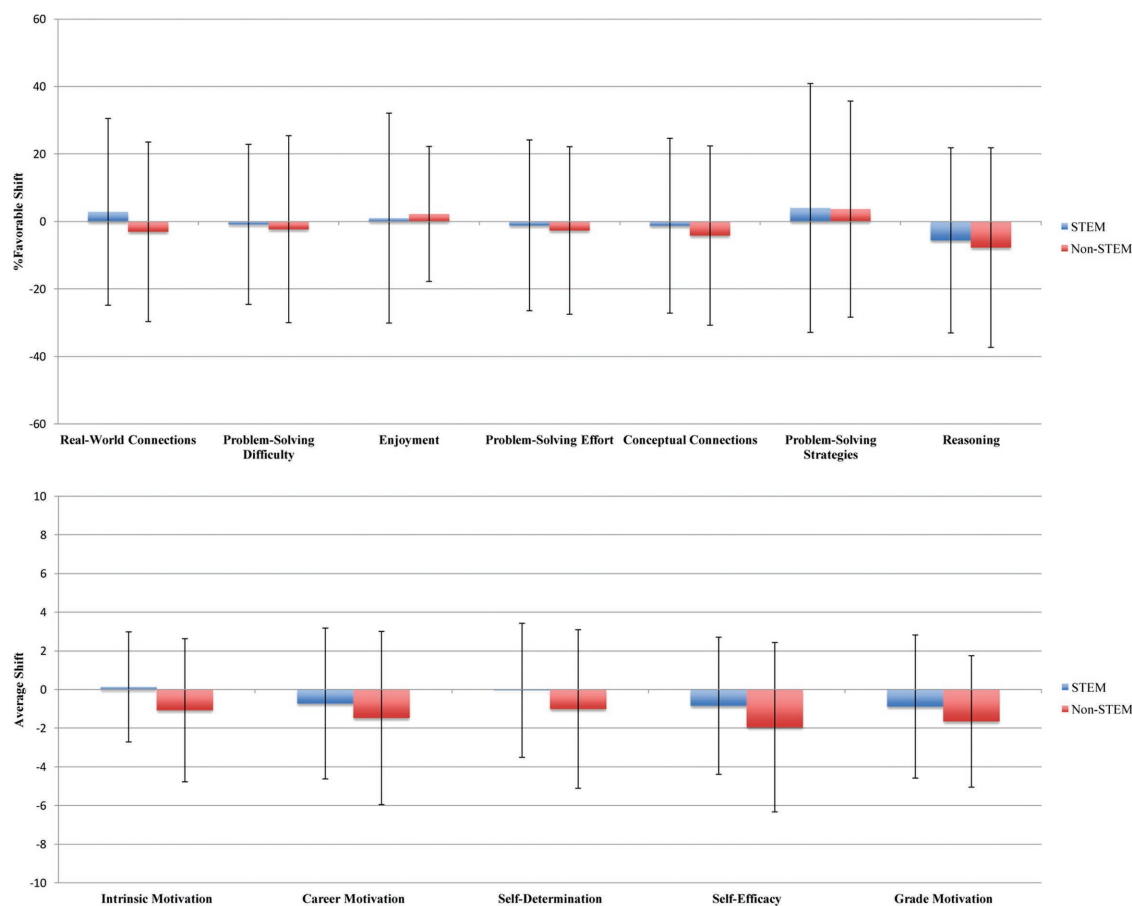 60
40
20
0
-20
-40
-60
%Favorable Shift
Real-World Connections
Problem-Solving
Difficulty
Enjoyment
Problem-Solving Effort
Conceptual Connections
Problem-Solving
Strategies
Reasoning
STEM
Non-STEM
10
8
6
4
2
0
-2
-4
-6
-8
-10
Average Shift
Intrinsic Motivation
Career Motivation
Self-Determination
Self-Efficacy
Grade Motivation
STEM
Non-STEM